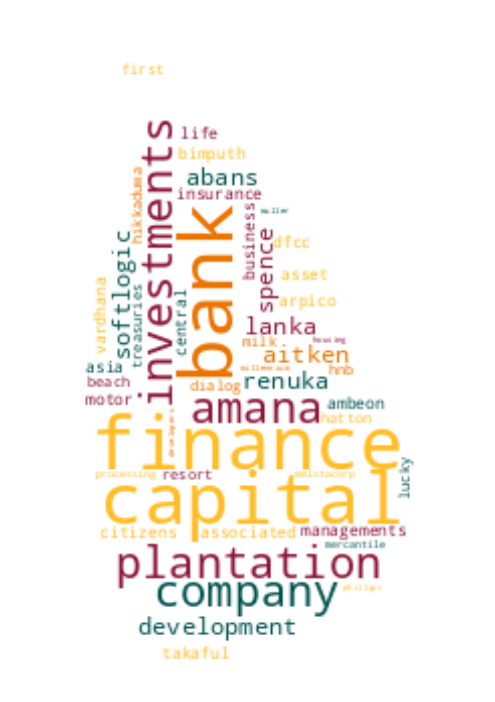 first
investments
life
bimputh
abans
insurance
hikkaduwa
bank
business
muller
spence
dfcc
softlogic
vardhana
treasuries
central
asset
arpico
lanka
milk
housing
aitken
asia
millennium
hnb
beach
dialog
renuka
motor
amana
ambeon
developers
hatton
finance
processing
resort
melstacorp
lucky
capital
citizens
associated
managements
mercantile
plantation
company
phillips
development
takaful